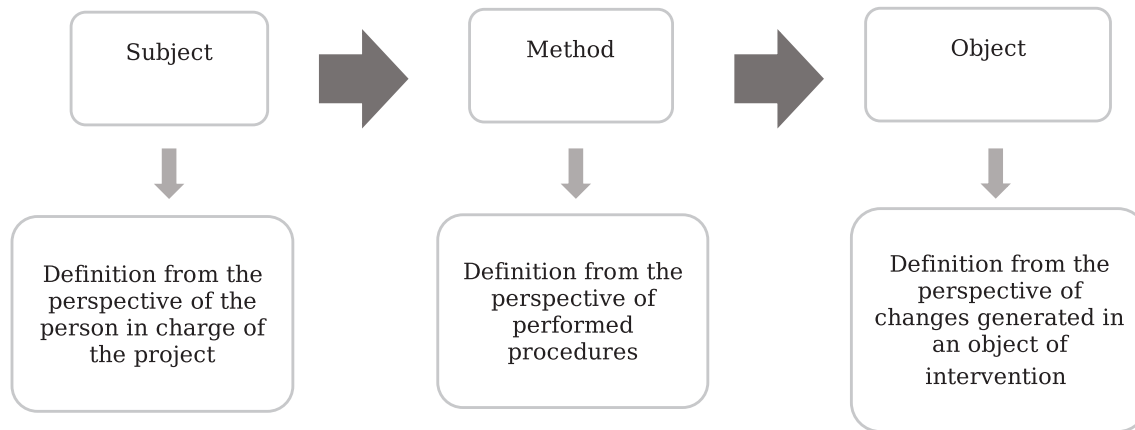 Subject
Method
Object
Definition from the
perspective of the
person in charge of
the project
Definition from the
perspective of
performed
procedures
Definition from the
perspective of
changes generated in
an object of
intervention